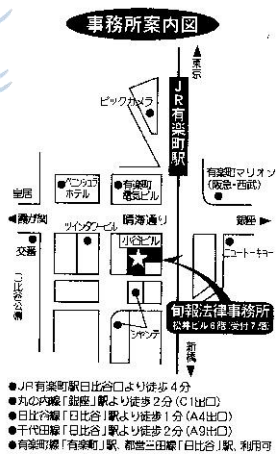 事務所案内図
東京
ビックカメラ
JR有楽町駅
有楽町マリオン
(阪急・西武)
ペニンシュラ
ホテル
有楽町
電気ビル
皇居
霞が関
晴海通り
銀座
ツインタワービル
小谷ビル
交番
ニュートーキョー
日比谷公園
旬報法律事務所
松井ビル6階(受付7階)
シャンテ
新橋
●JR有楽町駅日比谷口より徒歩4分
●丸の内線「銀座」駅より徒歩2分(C1出口)
●日比谷線「日比谷」駅より徒歩1分(A4出口)
●千代田線「日比谷」駅より徒歩2分(A9出口)
●有楽町線「有楽町」駅、都営三田線「日比谷」駅、利用可